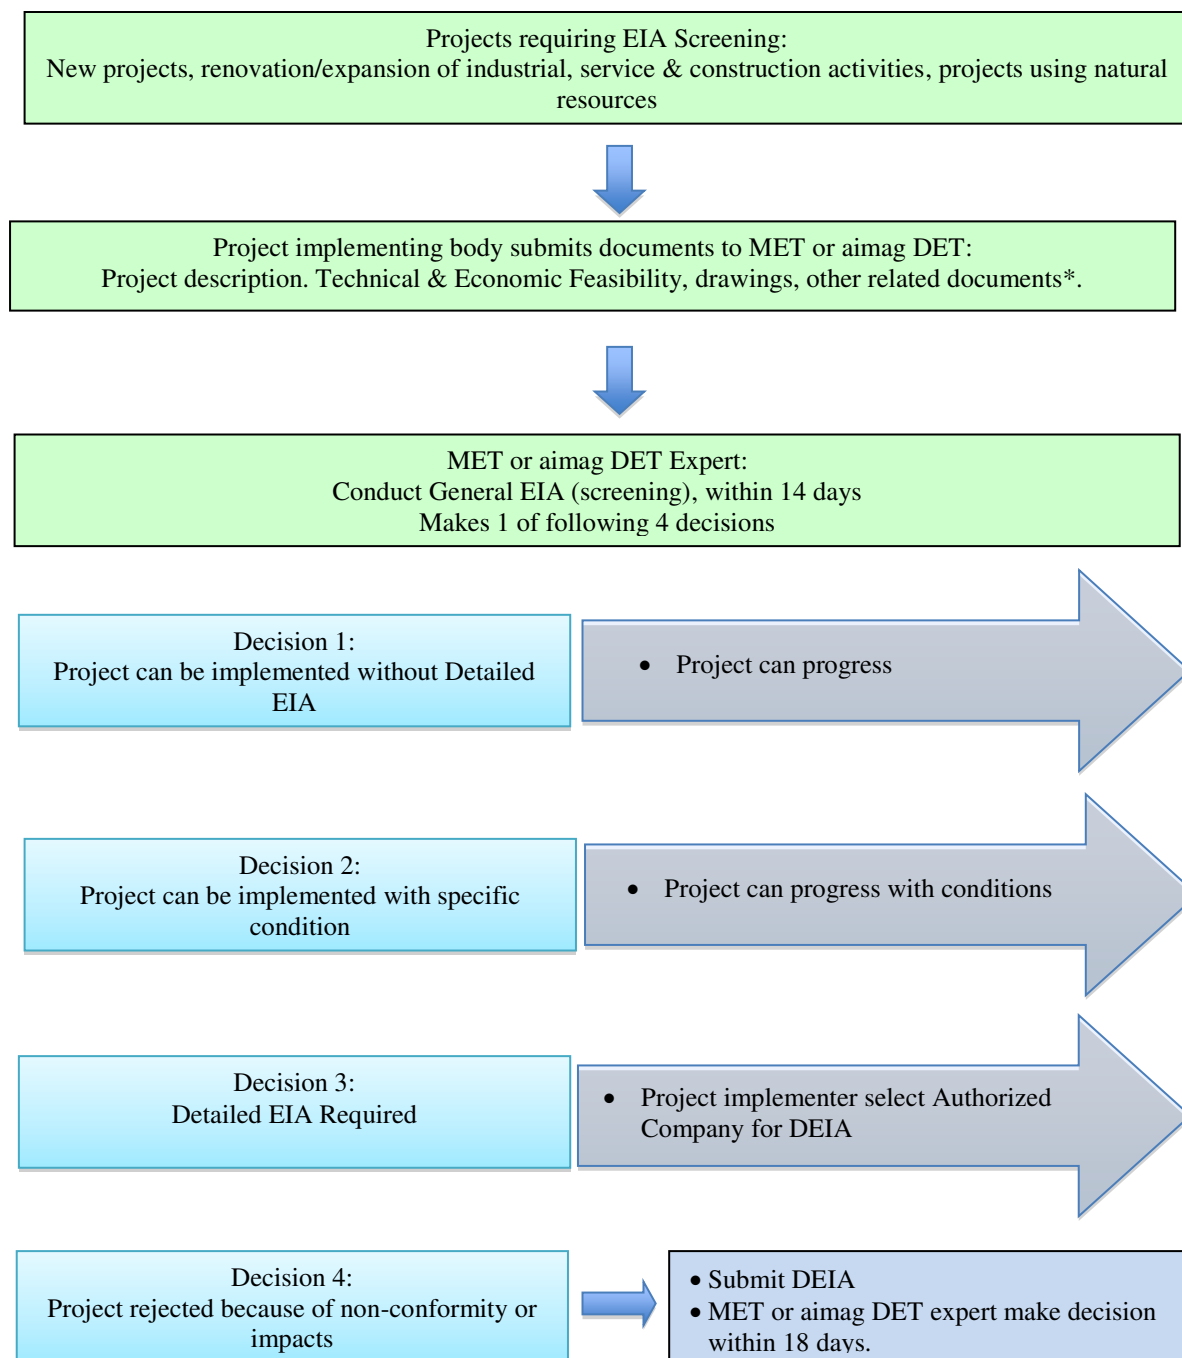 Projects requiring EIA Screening:
New projects, renovation/expansion of industrial, service & construction activities, projects using natural
resources
Project implementing body submits documents to MET or aimag DET:
Project description. Technical & Economic Feasibility, drawings, other related documents*.
MET or aimag DET Expert:
Conduct General EIA (screening), within 14 days
Makes 1 of following 4 decisions
Decision 1:
Project can be implemented without Detailed
EIA
• Project can progress
Decision 2:
Project can be implemented with specific
condition
• Project can progress with conditions
Decision 3:
Detailed EIA Required
• Project implementer select Authorized
Company for DEIA
Decision 4:
Project rejected because of non-conformity or
impacts
• Submit DEIA
• MET or aimag DET expert make decision
within 18 days.